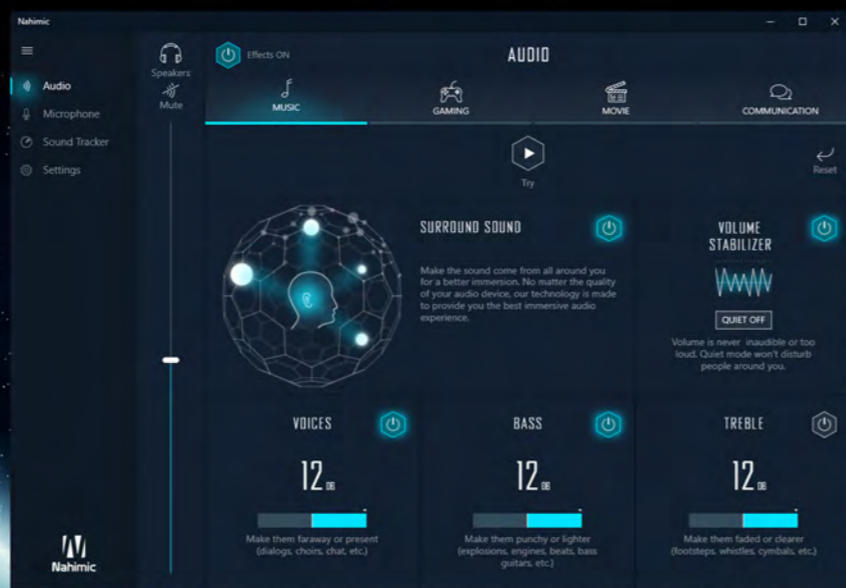 Nahimic
Audio
Microphone
Sound Tracker
Settings
Nahimic
Speakers
Mute
Effects ON
AUDIO
MUSIC
GAMING
MOVIE
COMMUNICATION
Try
Reset
SURROUND SOUND
Make the sound come from all around you
for a better immersion. No matter the quality
of your audio device, our technology is made
to provide you the best immersive audio
experience.
VOLUME
STABILIZER
QUIET OFF
Volume is never inaudible or too
loud. Quiet mode won't disturb
people around you.
VOICES
12 DB
Make them faraway or present
(dialogs, choirs, chat, etc.)
BASS
12 DB
Make them punchy or lighter
(explosions, engines, beats, bass
guitars, etc.)
TREBLE
12 DB
Make them faded or clearer
(footsteps, whistles, cymbals, etc.)